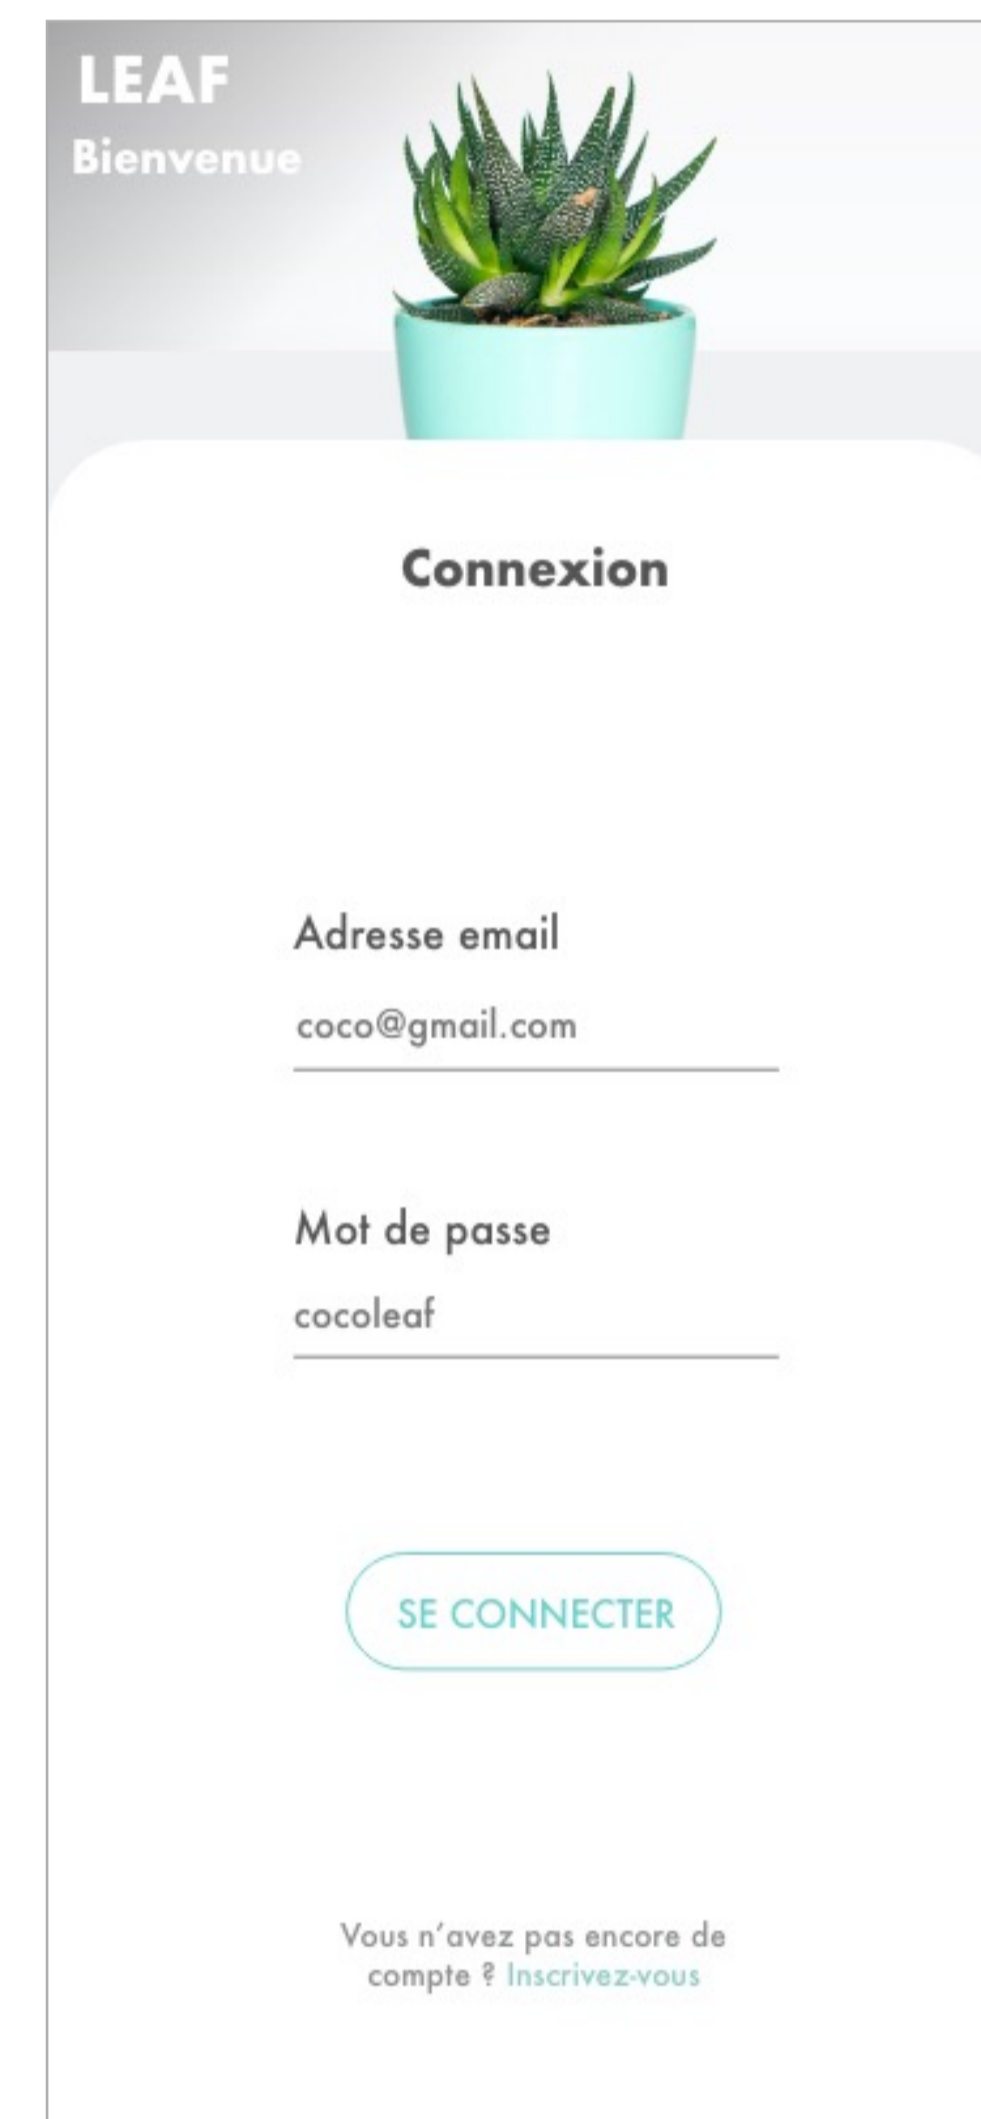 LEAF
Bienvenue
Connexion
Adresse email
coco@gmail.com
Mot de passe
cocoleaf
SE CONNECTER
Vous n’avez pas encore de
compte ? Inscrivez-vous